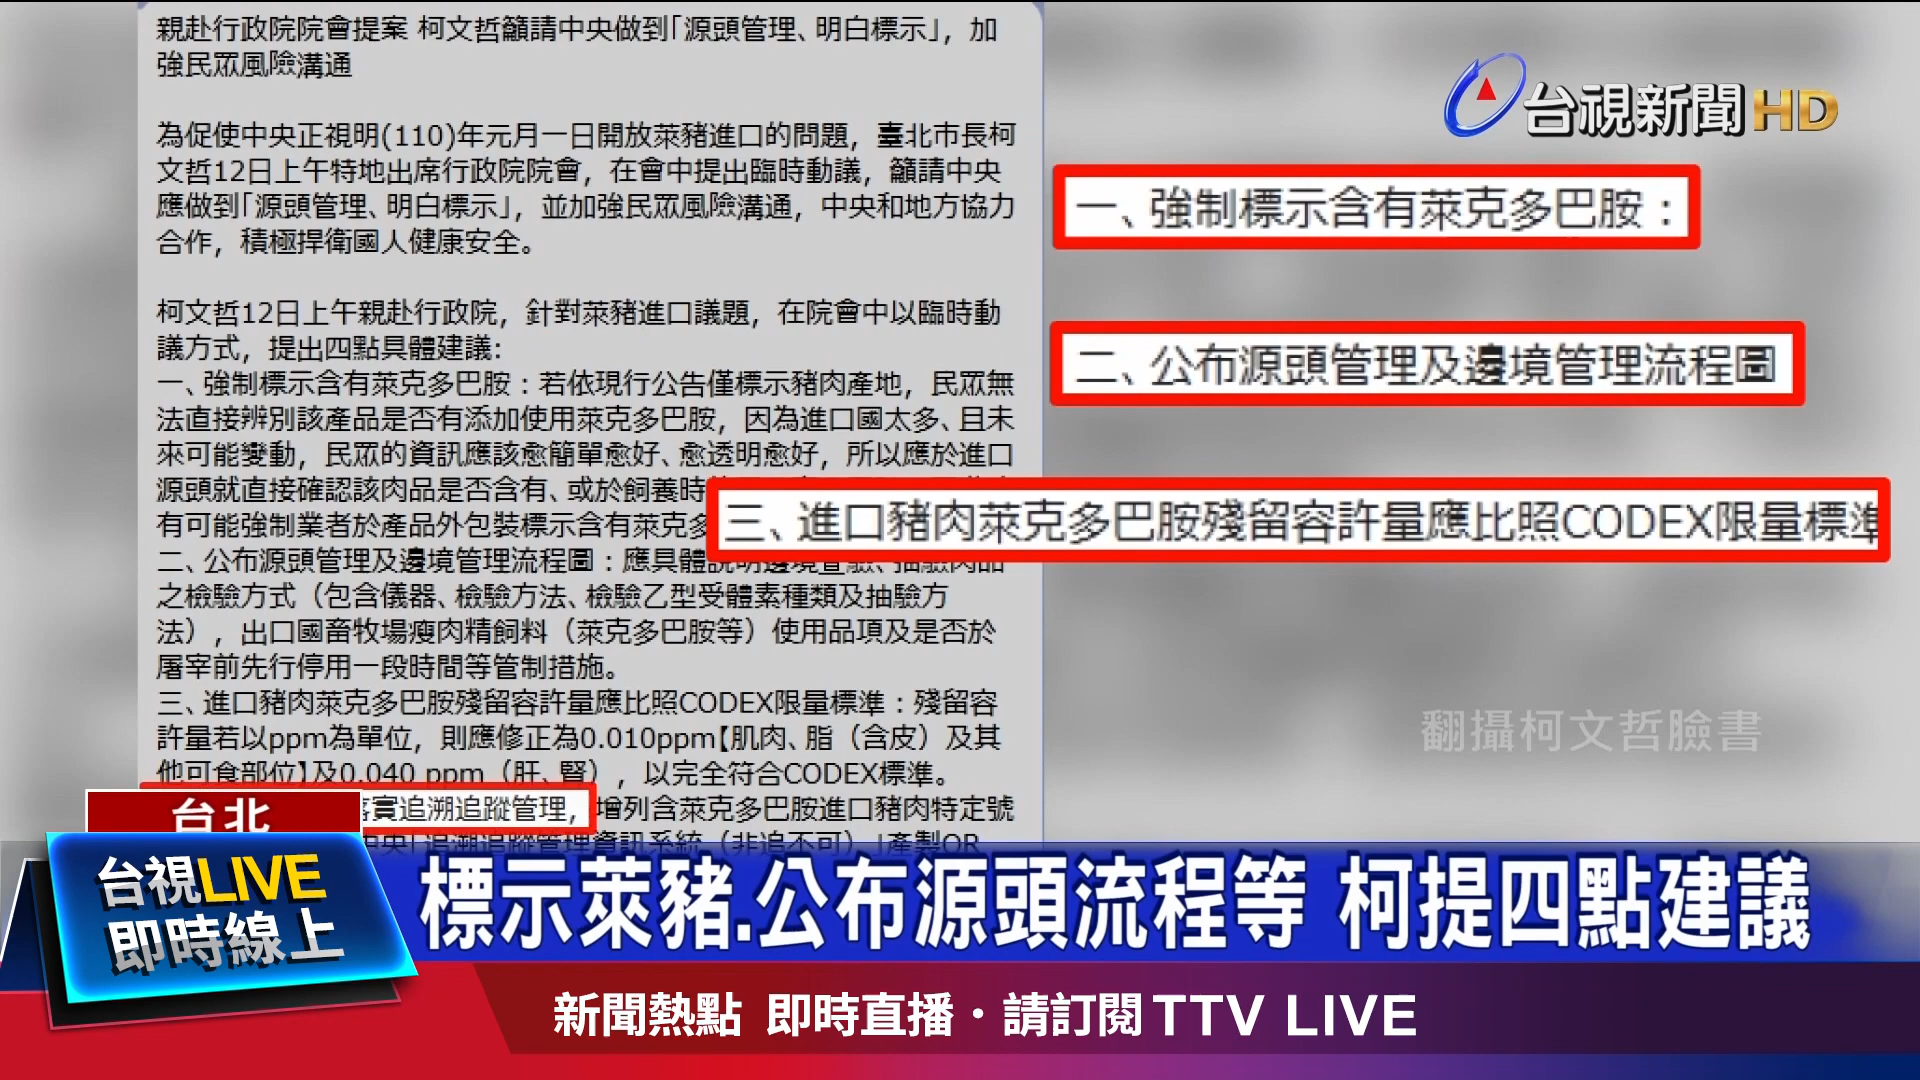 親赴行政院院會提案 柯文哲籲請中央做到「源頭管理、明白標示」，加
強民眾風險溝通
為促使中央正視明(110)年元月一日開放萊豬進口的問題，臺北市長柯
文哲12日上午特地出席行政院院會，在會中提出臨時動議，籲請中央
應做到「源頭管理、明白標示」，並加強民眾風險溝通，中央和地方協力
合作，積極捍衛國人健康安全。
柯文哲12日上午親赴行政院，針對萊豬進口議題，在院會中以臨時動
議方式，提出四點具體建議:
一、強制標示含有萊克多巴胺：若依現行公告僅標示豬肉產地，民眾無
法直接辨別該產品是否有添加使用萊克多巴胺，因為進口國太多、且未
來可能變動，民眾的資訊應該愈簡單愈好、愈透明愈好，所以應於進口
源頭就直接確認該肉品是否含有、或於飼養時
有可能強制業者於產品外包裝標示含有萊克多
二、公布源頭管理及邊境管理流程圖：應具體說明邊境查驗、抽驗肉品
之檢驗方式（包含儀器、檢驗方法、檢驗乙型受體素種類及抽驗方
法），出口國畜牧場瘦肉精飼料（萊克多巴胺等）使用品項及是否於
屠宰前先行停用一段時間等管制措施。
三、進口豬肉萊克多巴胺殘留容許量應比照CODEX限量標準：殘留容
許量若以ppm為單位，則應修正為0.010ppm【肌肉、脂（含皮）及其
他可食部位】及0.040 ppm（肝、腎），以完全符合CODEX標準。
落實追溯追蹤管理，增列含萊克多巴胺進口豬肉特定號
中央「追溯追蹤管理資訊系統（非追不可）」產製QR
台視新聞HD
一、強制標示含有萊克多巴胺：
二、公布源頭管理及邊境管理流程圖
三、進口豬肉萊克多巴胺殘留容許量應比照CODEX限量標準
翻攝柯文哲臉書
台北
台視LIVE
即時線上
標示萊豬.公布源頭流程等 柯提四點建議
新聞熱點 即時直播・請訂閱TTV LIVE